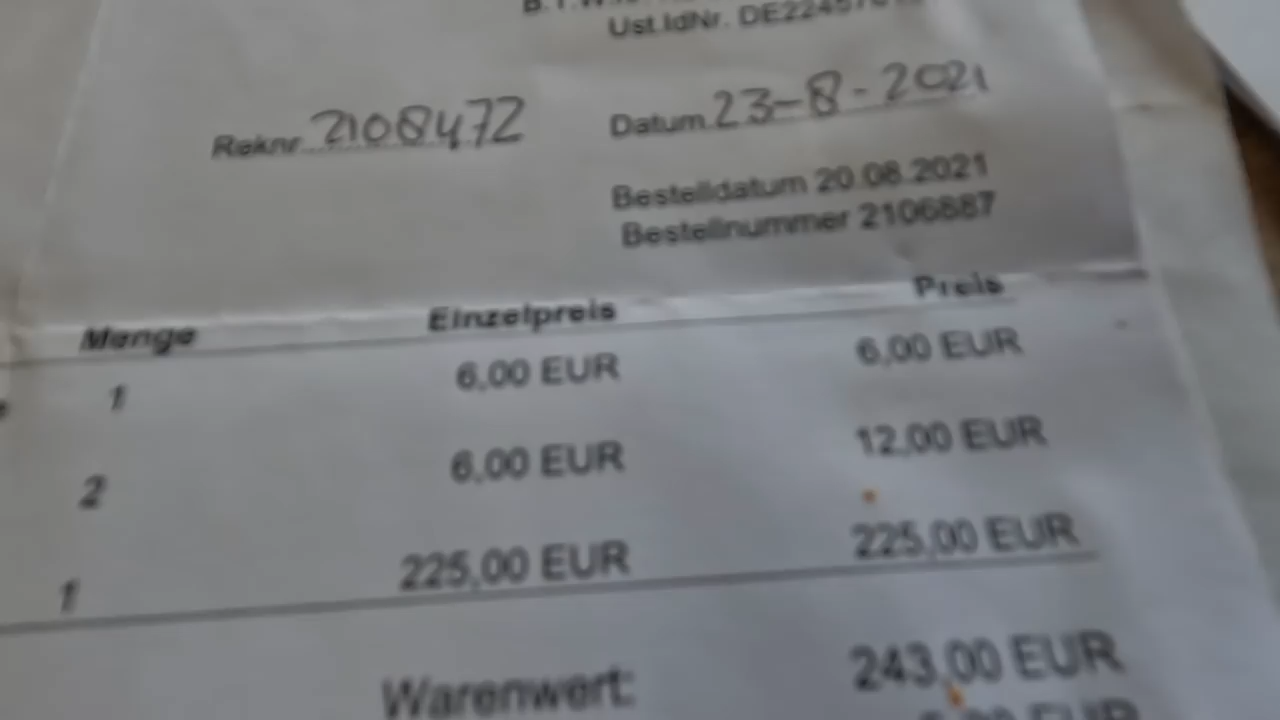 Ust.IdNr.
Reknr 2108472 Datum 23-8-2021
Bestelldatum 20.08.2021
Bestellnummer 2106887
Menge Einzelpreis Preis
1 6,00 EUR 6,00 EUR
2 6,00 EUR 12,00 EUR
1 225,00 EUR 225,00 EUR
Warenwert: 243,00 EUR
EUR